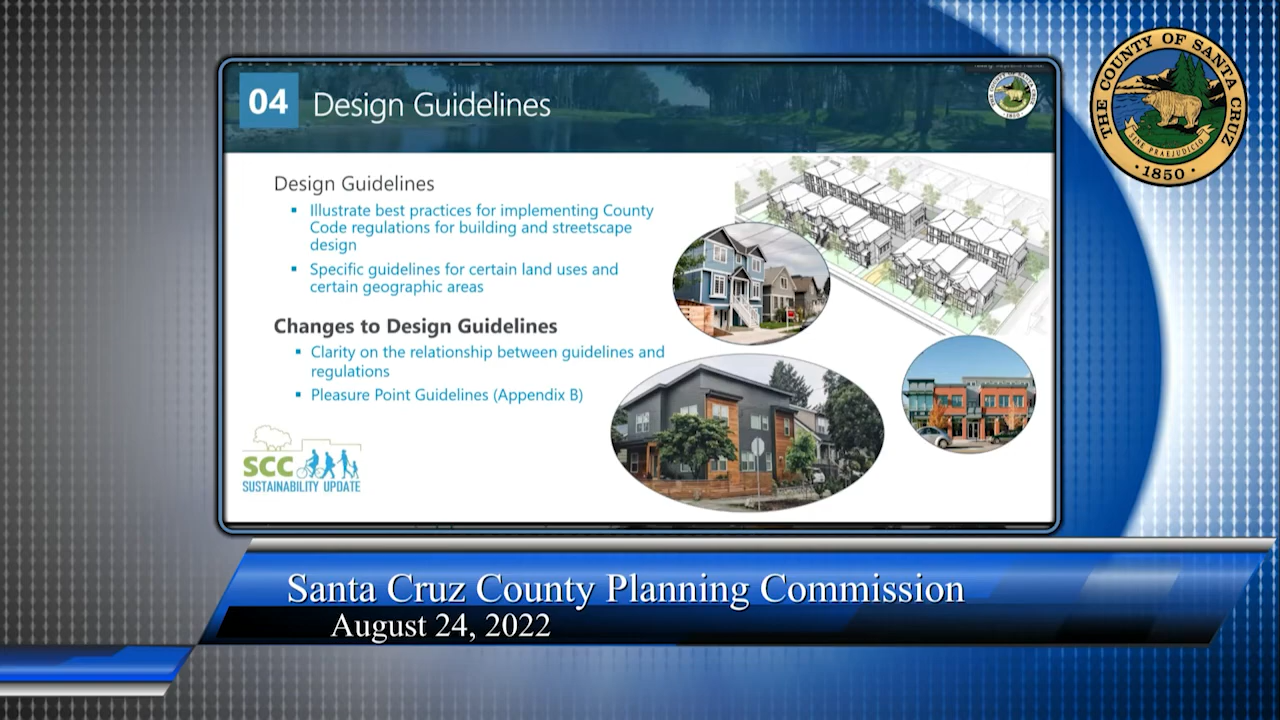 04 Design Guidelines
Design Guidelines
▪ Illustrate best practices for implementing County
Code regulations for building and streetscape
design
▪ Specific guidelines for certain land uses and
certain geographic areas
Changes to Design Guidelines
▪ Clarity on the relationship between guidelines and
regulations
▪ Pleasure Point Guidelines (Appendix B)
SCC
SUSTAINABILITY UPDATE
THE COUNTY OF SANTA CRUZ
SINE PRAEJUDICIO
· 1850 ·
Santa Cruz County Planning Commission
August 24, 2022